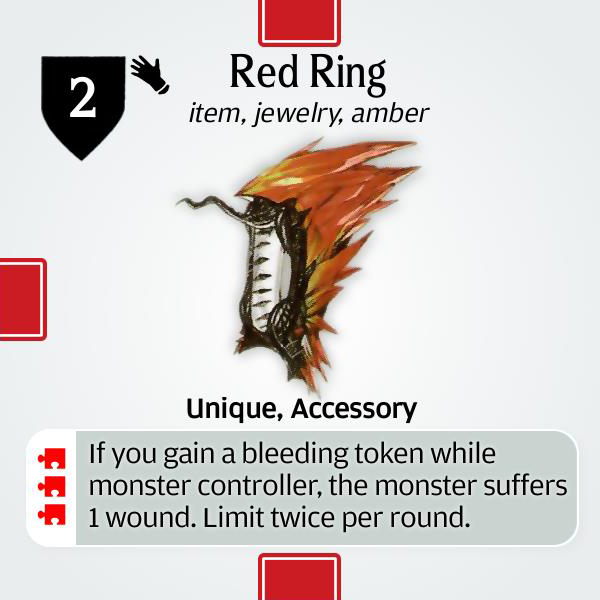 2
Red Ring
item, jewelry, amber
Unique, Accessory
If you gain a bleeding token while
monster controller, the monster suffers
1 wound. Limit twice per round.